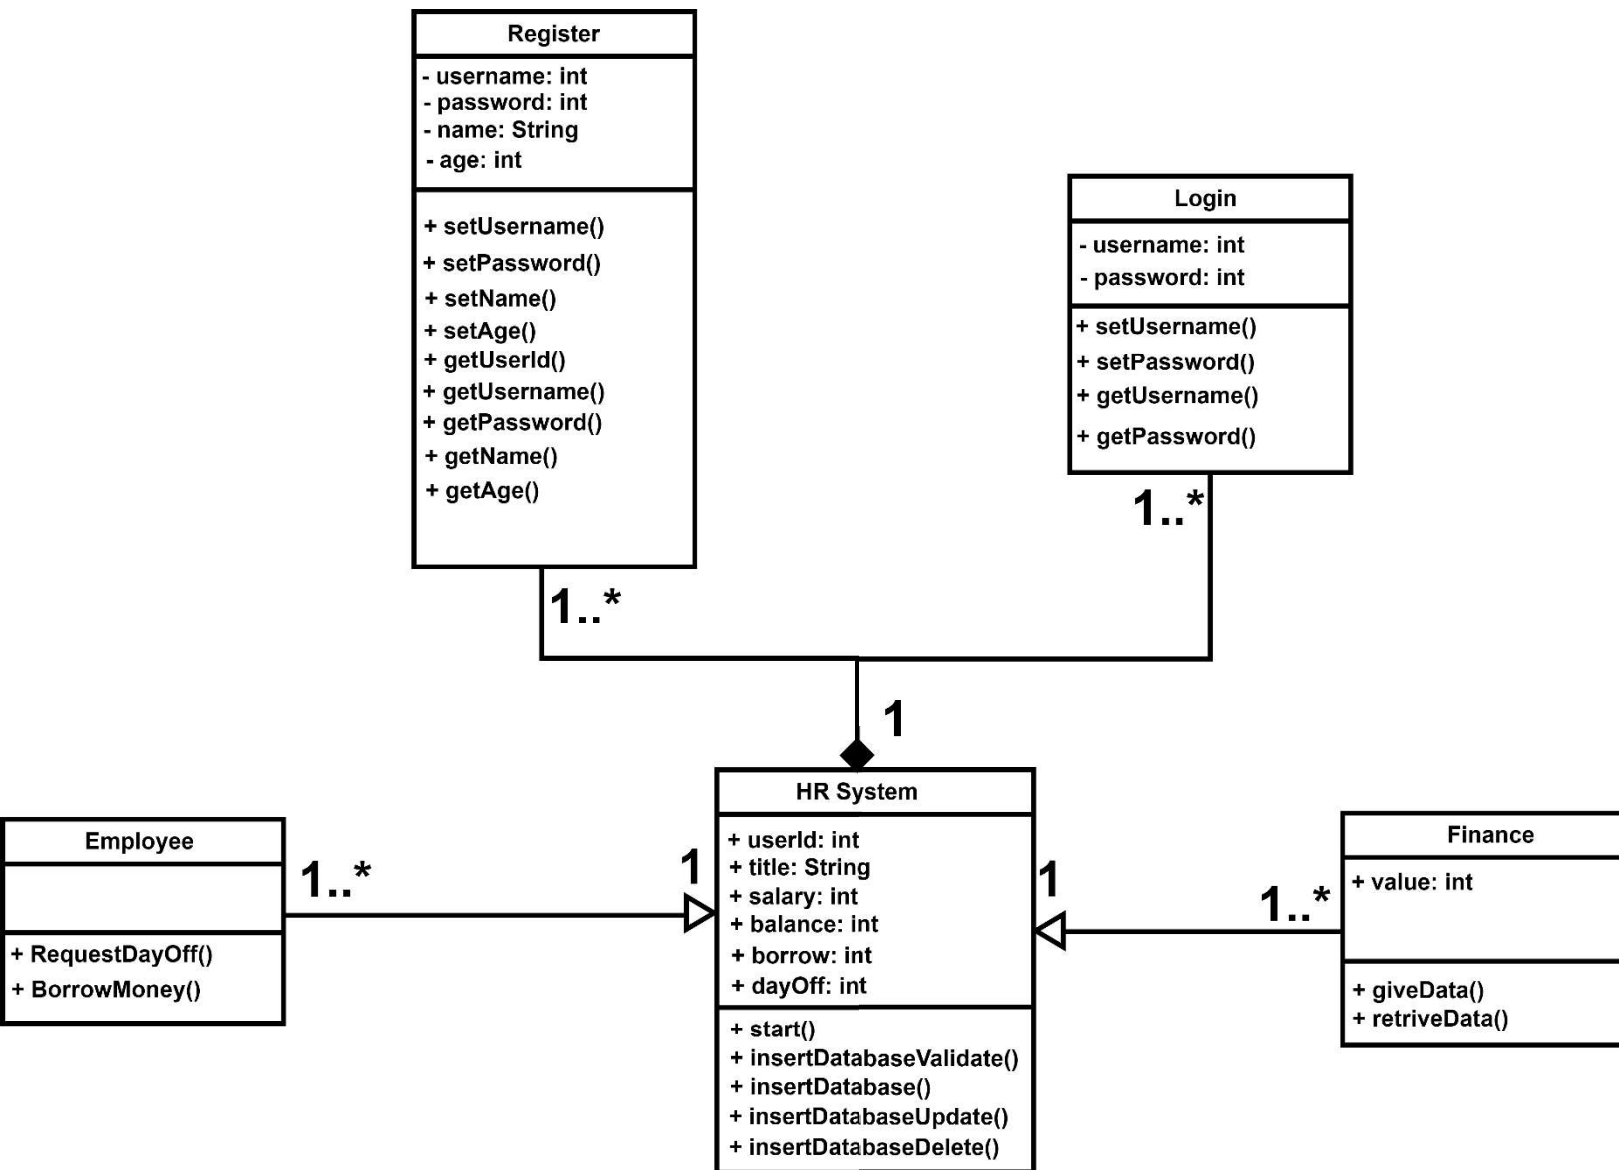 Register
- username: int
- password: int
- name: String
- age: int
+ setUsername()
+ setPassword()
+ setName()
+ setAge()
+ getUserId()
+ getUsername()
+ getPassword()
+ getName()
+ getAge()
1..*
Login
- username: int
- password: int
+ setUsername()
+ setPassword()
+ getUsername()
+ getPassword()
1..*
1
Employee
+ RequestDayOff()
+ BorrowMoney()
1..*
1
HR System
+ userId: int
+ title: String
+ salary: int
+ balance: int
+ borrow: int
+ dayOff: int
+ start()
+ insertDatabaseValidate()
+ insertDatabase()
+ insertDatabaseUpdate()
+ insertDatabaseDelete()
1
1..*
Finance
+ value: int
+ giveData()
+ retriveData()